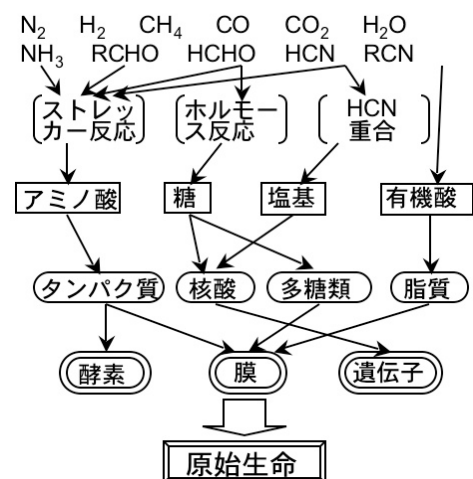 N₂ H₂ CH₄ CO CO₂ H₂O
NH₃ RCHO HCHO HCN RCN
ストレッ
カー反応
ホルモー
ス反応
HCN
重合
アミノ酸 糖 塩基 有機酸
タンパク質 核酸 多糖類 脂質
酵素 膜 遺伝子
原始生命